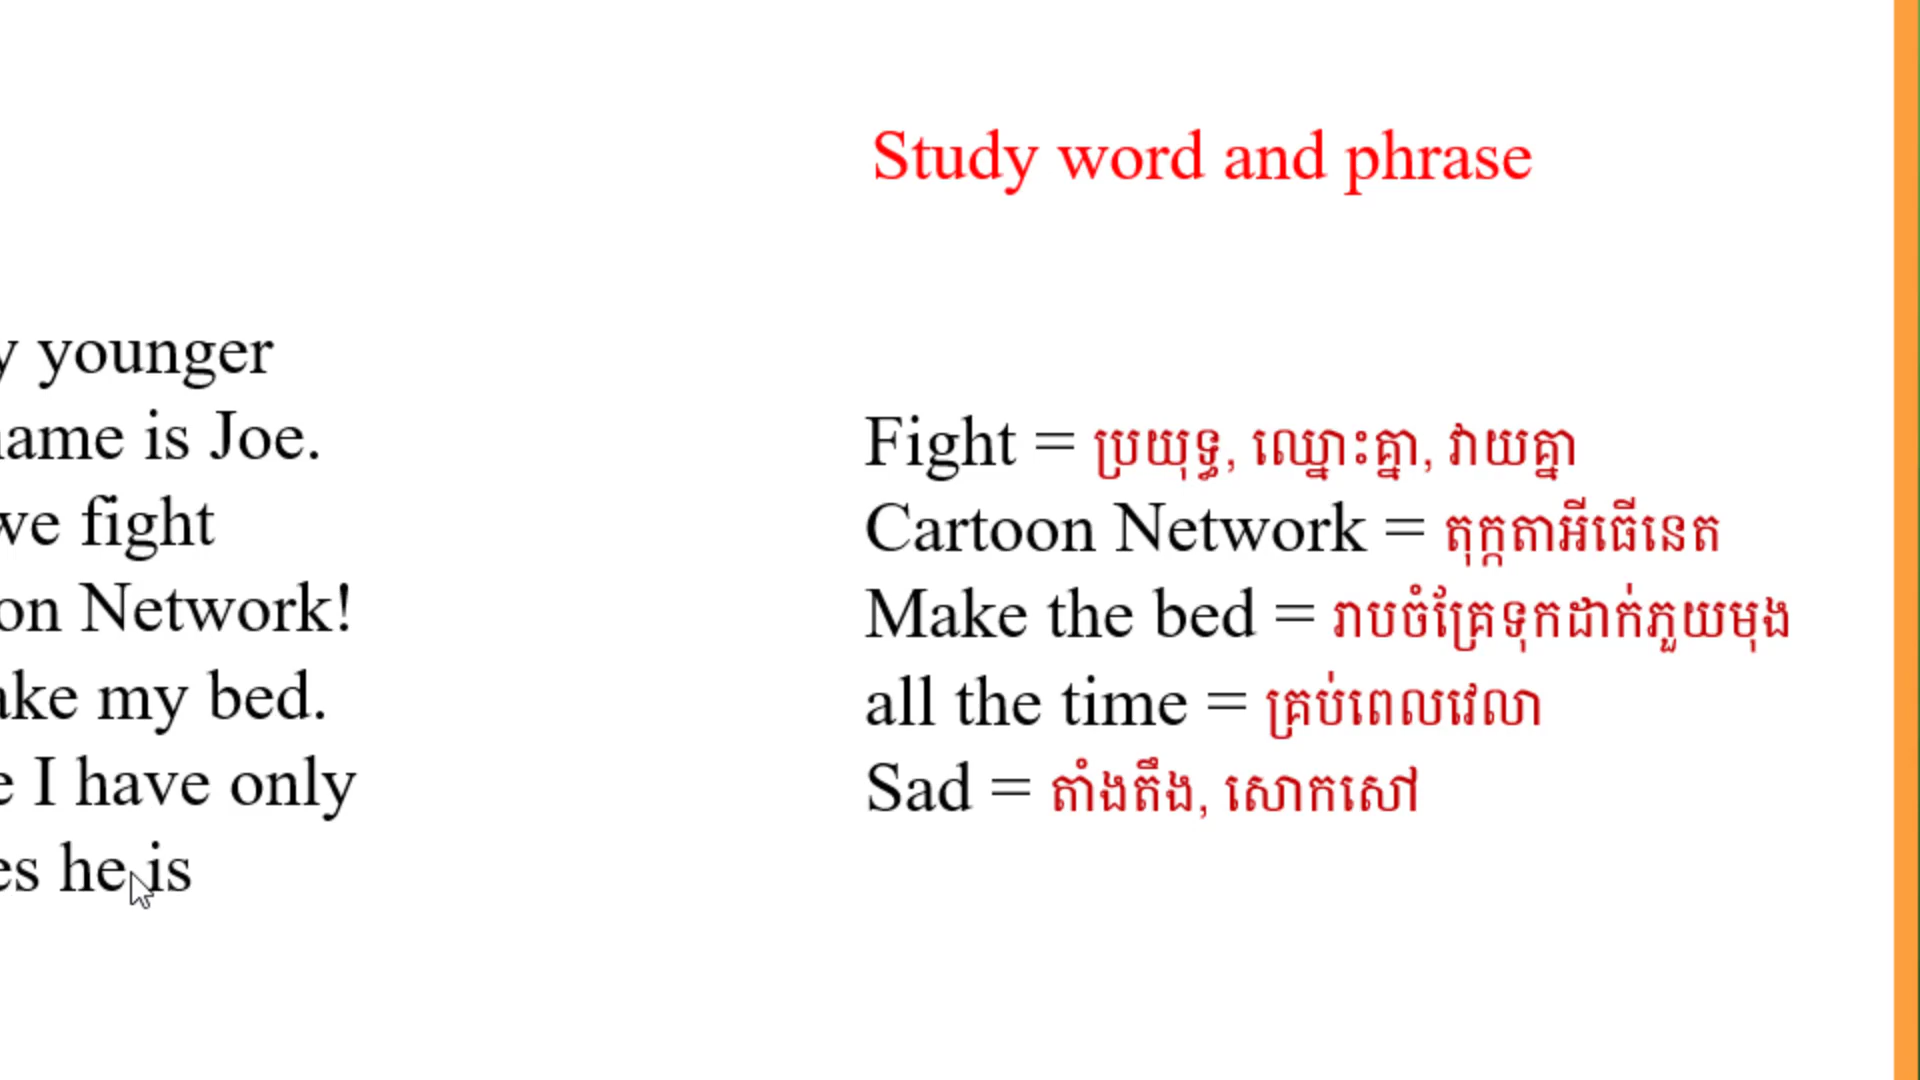 Study word and phrase
younger
name is Joe.
we fight
on Network!
my bed.
I have only
he is
Fight = ប្រយុទ្ធ, ឈ្លោះគ្នា, វាយគ្នា
Cartoon Network = តុក្កតាអីធើនេត
Make the bed = រាបចំគ្រែទុកដាក់ភួយមុង
all the time = គ្រប់ពេលវេលា
Sad = តាំងតឹង, សោកសៅ